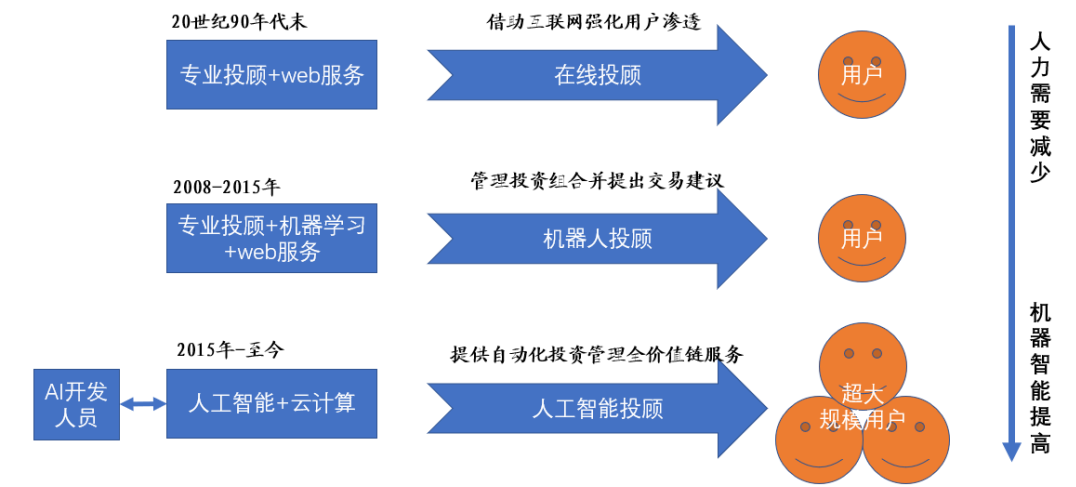 20世纪90年代末
专业投顾+web服务
借助互联网强化用户渗透
在线投顾
用户
2008-2015年
专业投顾+机器学习
+web服务
管理投资组合并提出交易建议
机器人投顾
用户
2015年-至今
AI开发
人员
人工智能+云计算
提供自动化投资管理全价值链服务
人工智能投顾
超大
规模用户
人力需要减少
机器智能提高